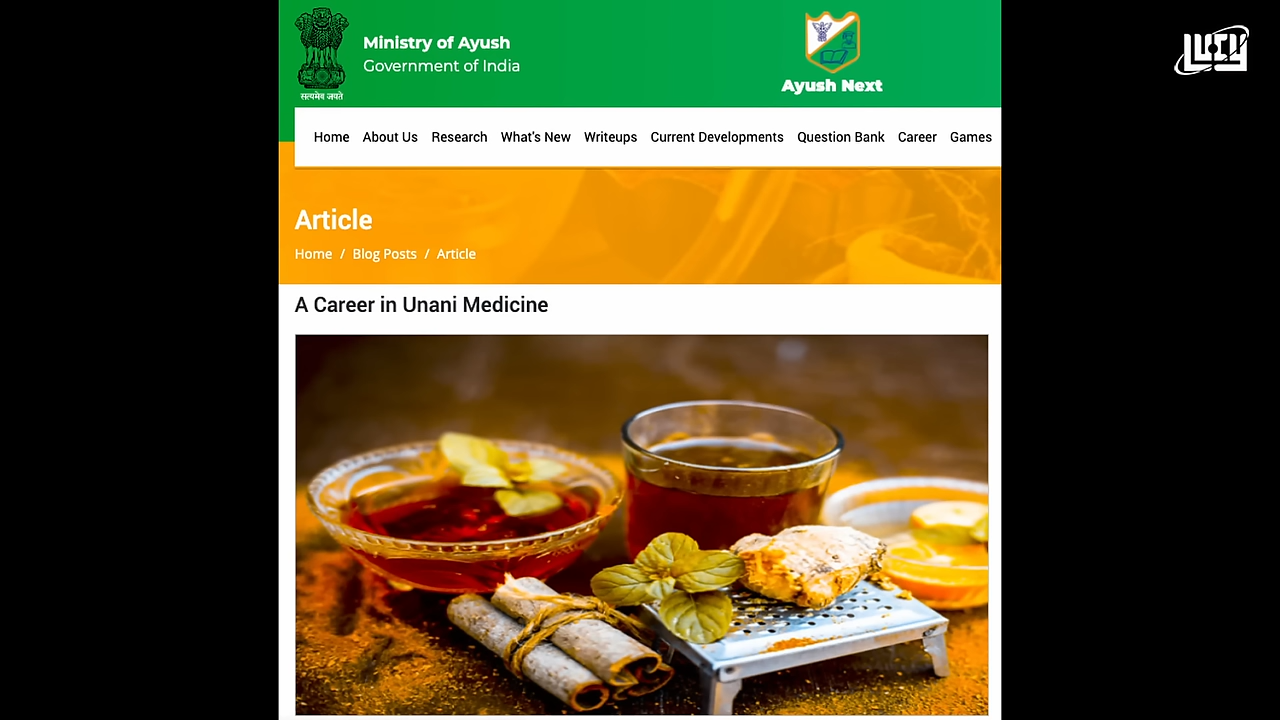 Ministry of Ayush
Government of India
सत्यमेव जयते
Ayush Next
Home About Us Research What's New Writeups Current Developments Question Bank Career Games
Article
Home / Blog Posts / Article
A Career in Unani Medicine